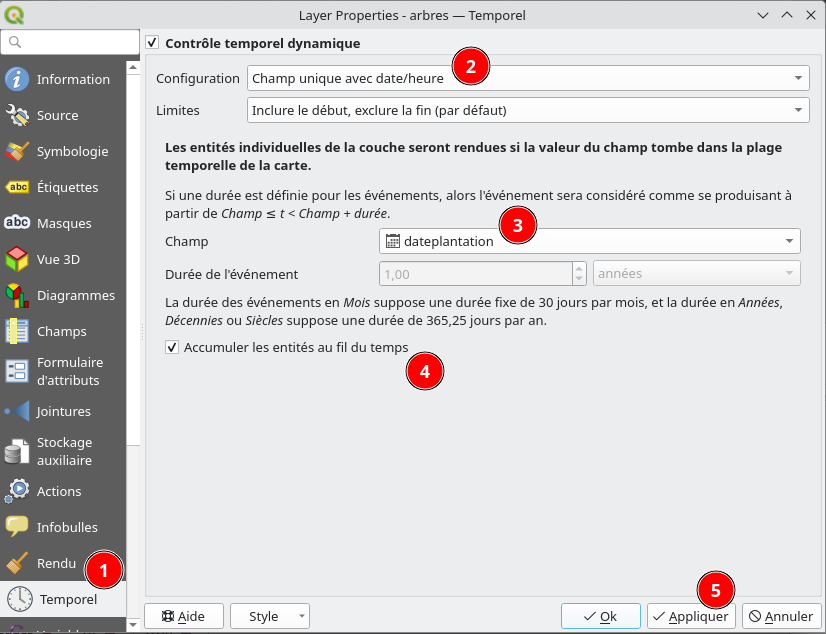 Layer Properties - arbres — Temporel
Contrôle temporel dynamique
Information
Source
Symbologie
abc Étiquettes
abc Masques
Vue 3D
Diagrammes
Champs
Formulaire
d'attributs
Jointures
Stockage
auxiliaire
Actions
Infobulles
Rendu
1
Temporel
Configuration Champ unique avec date/heure
2
Limites Inclure le début, exclure la fin (par défaut)
Les entités individuelles de la couche seront rendues si la valeur du champ tombe dans la plage
temporelle de la carte.
Si une durée est définie pour les événements, alors l'événement sera considéré comme se produisant à
partir de Champ ≤ t < Champ + durée.
3
Champ dateplantation
Durée de l'événement 1,00 années
La durée des événements en Mois suppose une durée fixe de 30 jours par mois, et la durée en Années,
Décennies ou Siècles suppose une durée de 365,25 jours par an.
Accumuler les entités au fil du temps
4
5
Aide Style Ok Appliquer Annuler